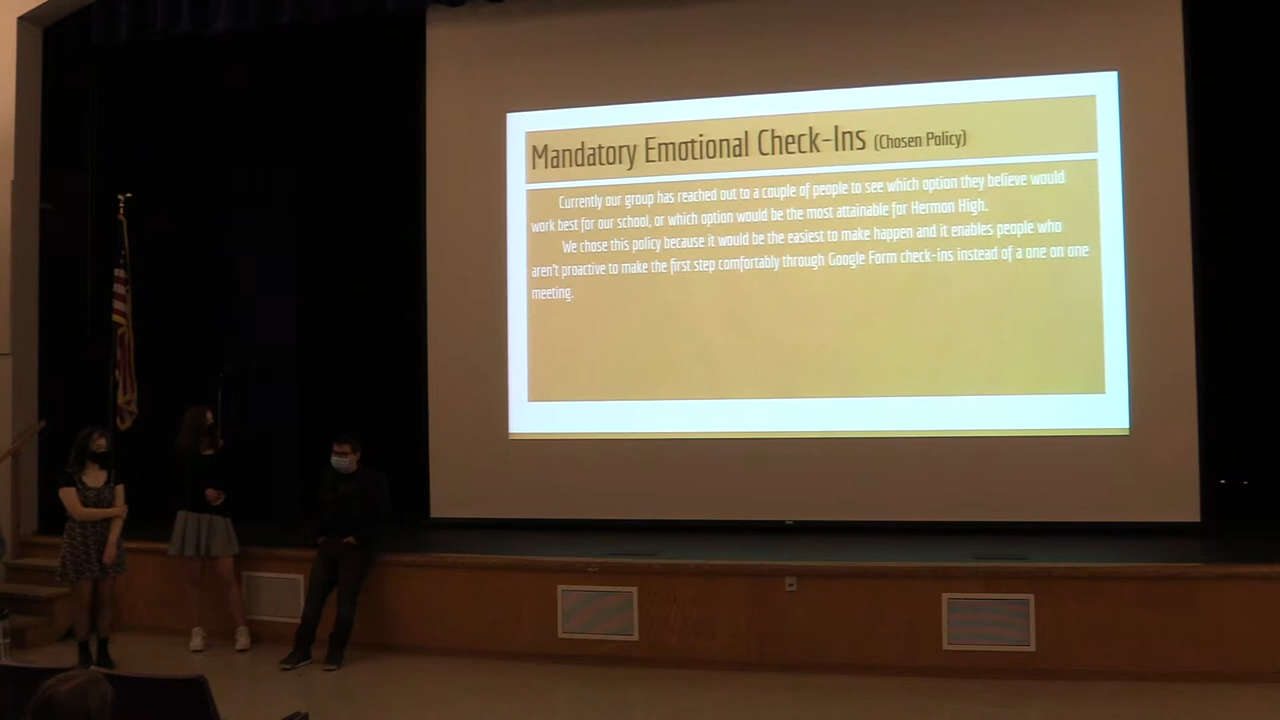 Mandatory Emotional Check-Ins (Chosen Policy)
Currently our group has reached out to a couple of people to see which option they believe would
work best for our school, or which option would be the most attainable for Hermon High.
We chose this policy because it would be the easiest to make happen and it enables people who
aren't proactive to make the first step comfortably through Google Form check-ins instead of a one on one
meeting.